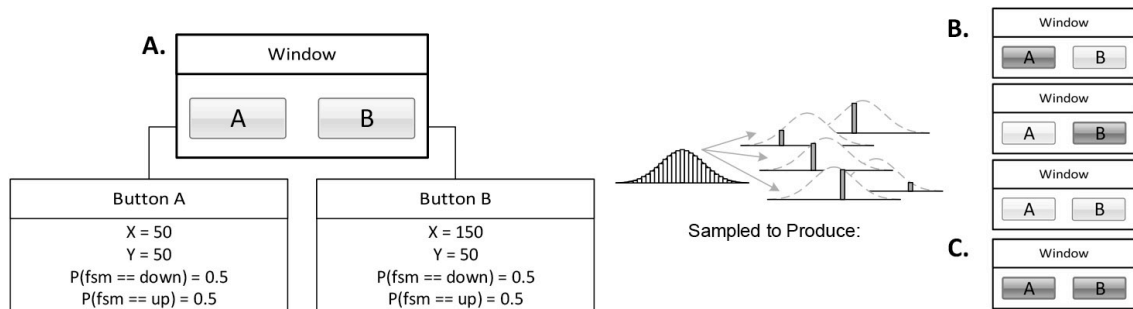 A.
Window
A B
Button A
X = 50
Y = 50
P(fsm == down) = 0.5
P(fsm == up) = 0.5
Button B
X = 150
Y = 50
P(fsm == down) = 0.5
P(fsm == up) = 0.5
Sampled to Produce:
B.
Window
A B
Window
A B
Window
A B
C.
Window
A B